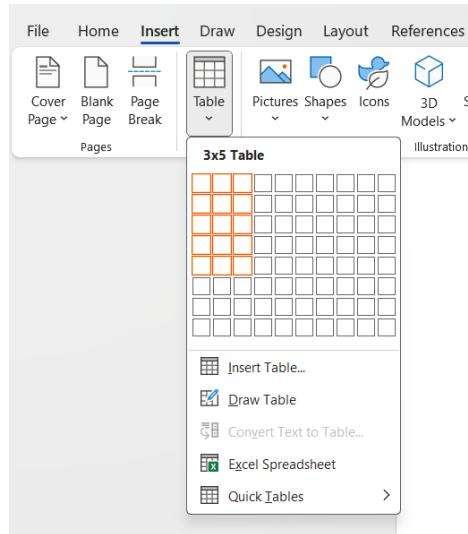 File Home Insert Draw Design Layout References
Cover Page
Blank Page
Page Break
Table
Pictures
Shapes
Icons
3D Models
S
Pages
Illustration
3x5 Table
Insert Table...
Draw Table
Convert Text to Table...
Excel Spreadsheet
Quick Tables